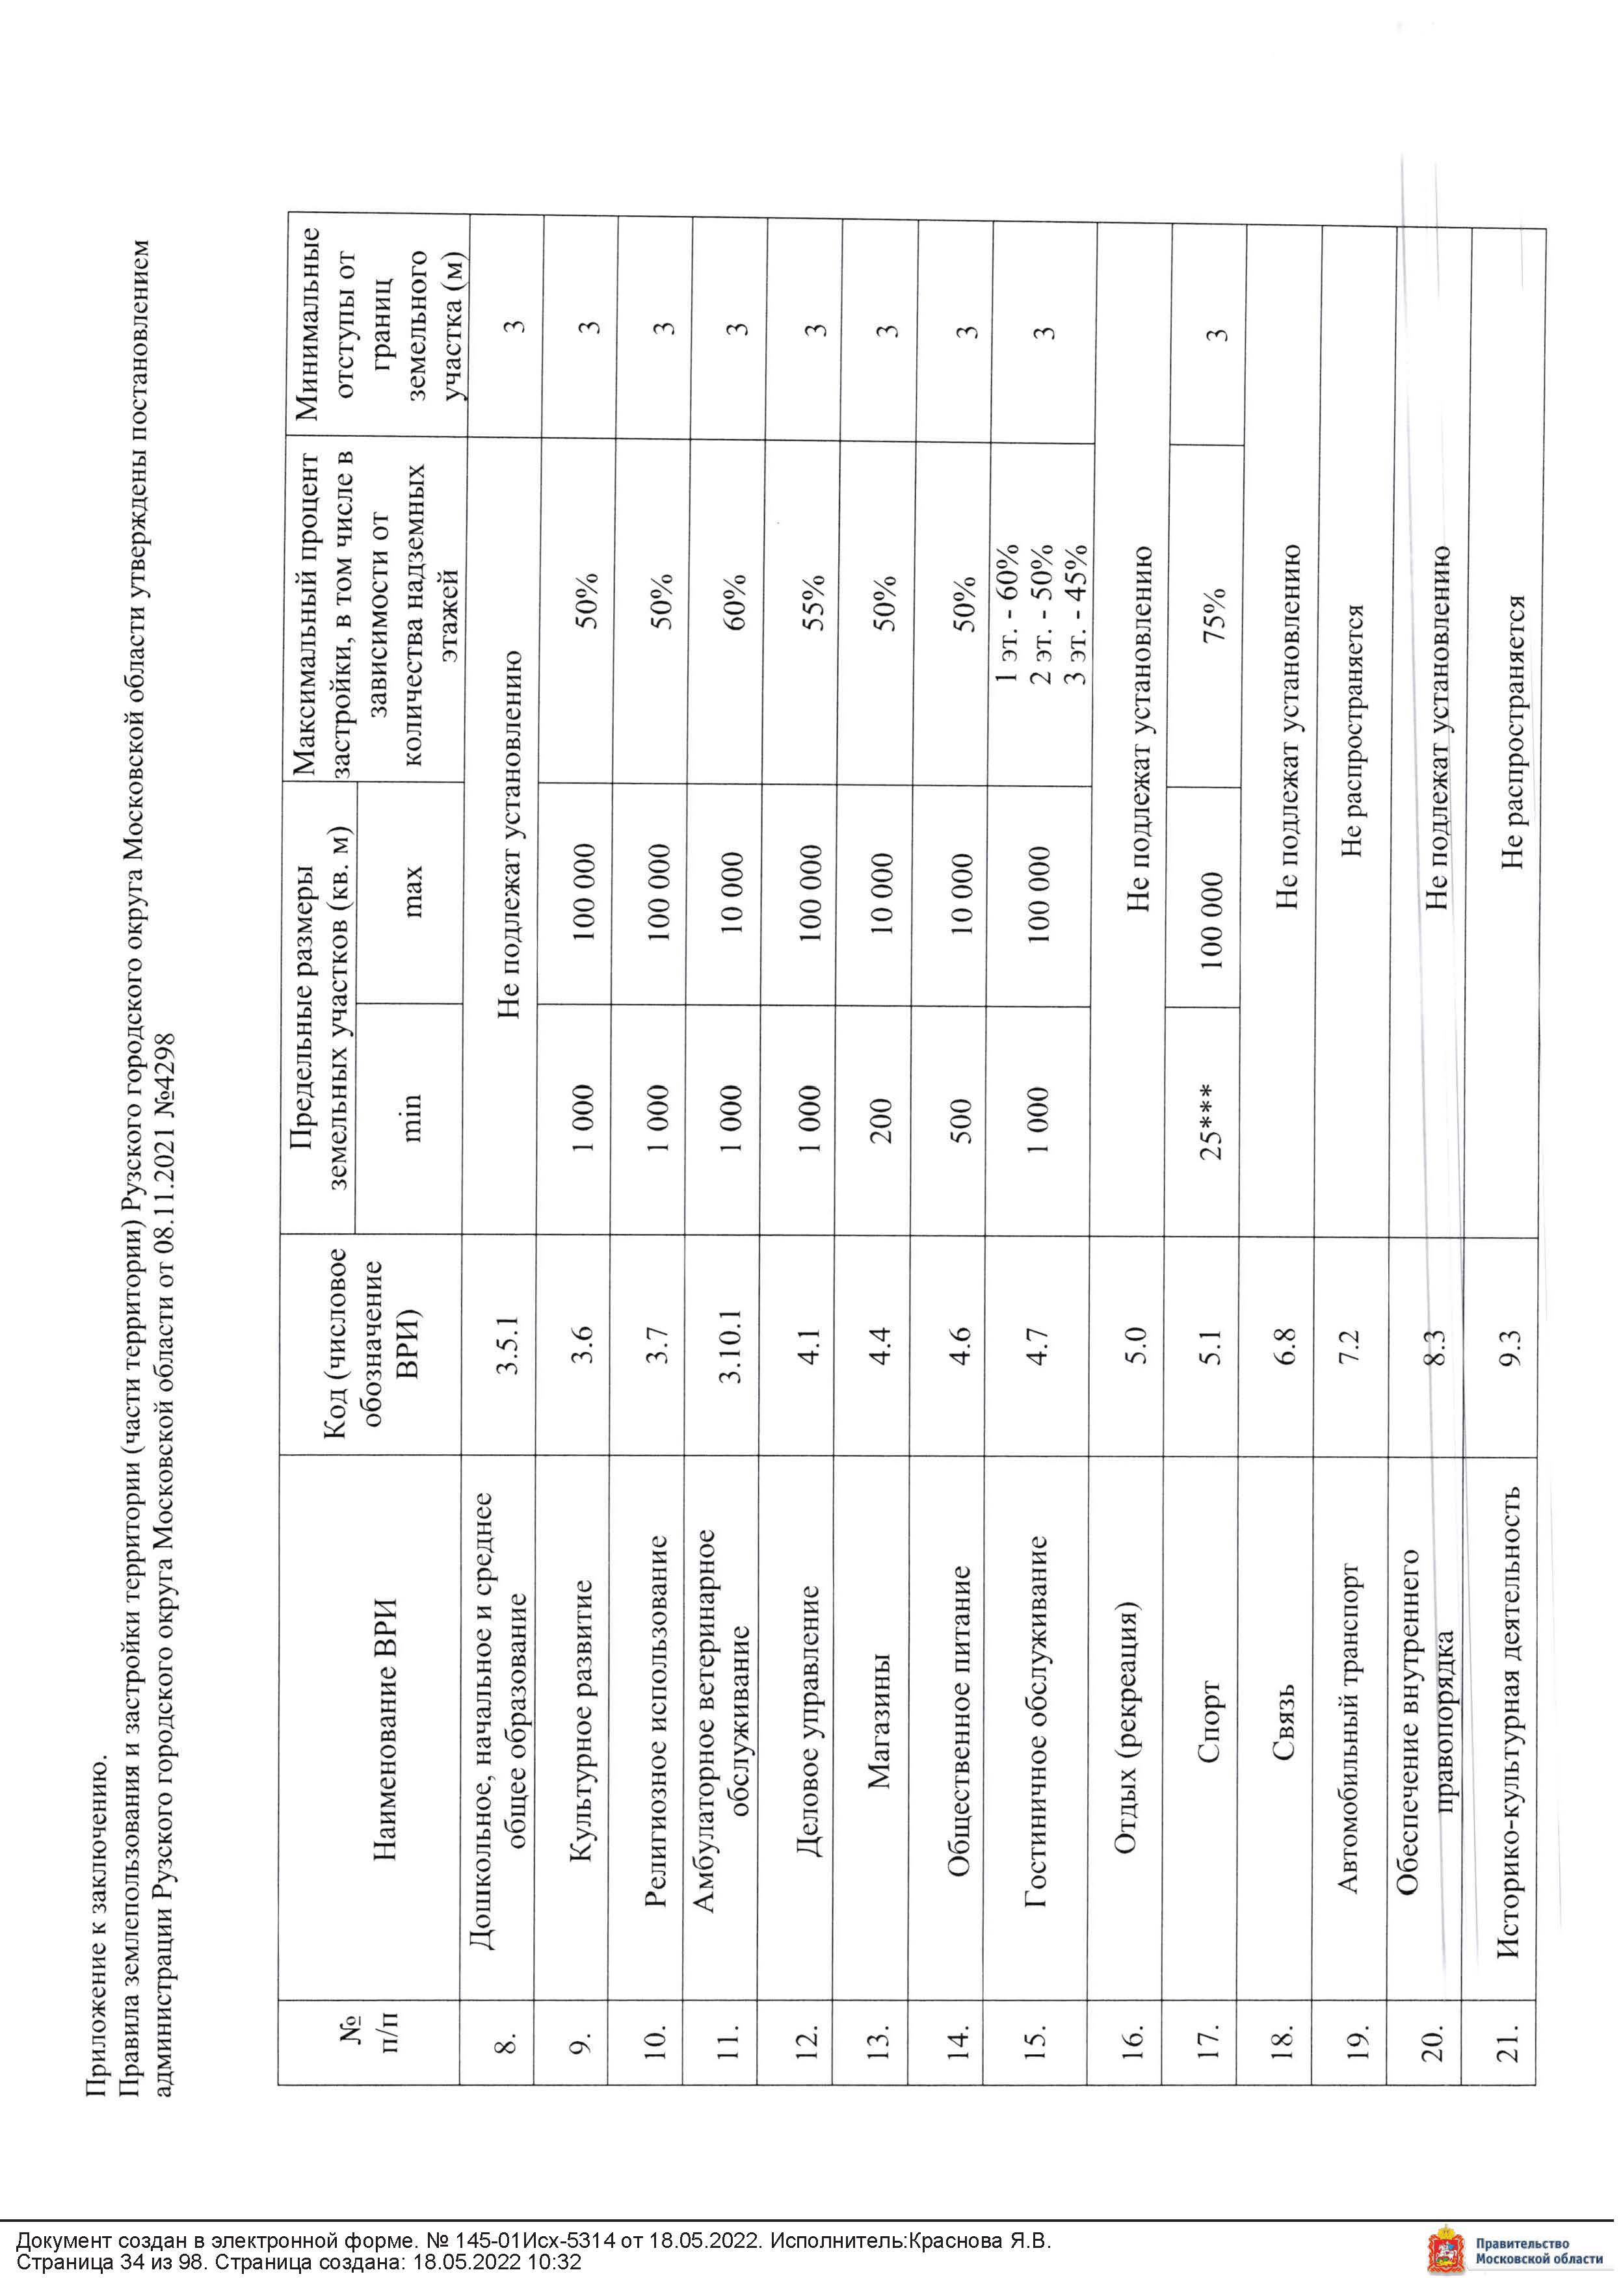 Приложение к заключению.
Правила землепользования и застройки территории (части территории) Рузского городского округа Московской области утверждены постановлением
администрации Рузского городского округа Московской области от 08.11.2021 №4298
№
п/п
Наименование ВРИ
Код (числовое
обозначение
ВРИ)
Предельные размеры
земельных участков (кв. м)
min
max
Максимальный процент
застройки, в том числе в
зависимости от
количества надземных
этажей
Минимальные
отступы от
границ
земельного
участка (м)
8.
Дошкольное, начальное и среднее
общее образование
3.5.1
Не подлежат установлению
3
9.
Культурное развитие
3.6
1 000
100 000
50%
3
10.
Религиозное использование
3.7
1 000
100 000
50%
3
11.
Амбулаторное ветеринарное
обслуживание
3.10.1
1 000
10 000
60%
3
12.
Деловое управление
4.1
1 000
100 000
55%
3
13.
Магазины
4.4
200
10 000
50%
3
14.
Общественное питание
4.6
500
10 000
50%
3
15.
Гостиничное обслуживание
4.7
1 000
100 000
1 эт. - 60%
2 эт. - 50%
3 эт. - 45%
3
16.
Отдых (рекреация)
5.0
Не подлежат установлению
17.
Спорт
5.1
25***
100 000
75%
3
18.
Связь
6.8
Не подлежат установлению
19.
Автомобильный транспорт
7.2
Не распространяется
20.
Обеспечение внутреннего
правопорядка
8.3
Не подлежат установлению
21.
Историко-культурная деятельность
9.3
Не распространяется
Документ создан в электронной форме. № 145-01Исх-5314 от 18.05.2022. Исполнитель:Краснова Я.В.
Страница 34 из 98. Страница создана: 18.05.2022 10:32
Правительство
Московской области